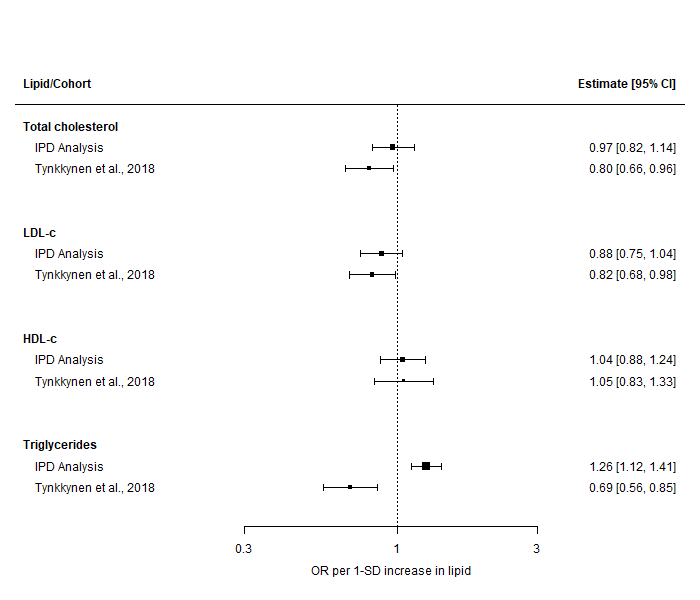 Lipid/Cohort Estimate [95% CI]
Total cholesterol
IPD Analysis 0.97 [0.82, 1.14]
Tynkkynen et al., 2018 0.80 [0.66, 0.96]
LDL-c
IPD Analysis 0.88 [0.75, 1.04]
Tynkkynen et al., 2018 0.82 [0.68, 0.98]
HDL-c
IPD Analysis 1.04 [0.88, 1.24]
Tynkkynen et al., 2018 1.05 [0.83, 1.33]
Triglycerides
IPD Analysis 1.26 [1.12, 1.41]
Tynkkynen et al., 2018 0.69 [0.56, 0.85]
0.3 1 3
OR per 1-SD increase in lipid